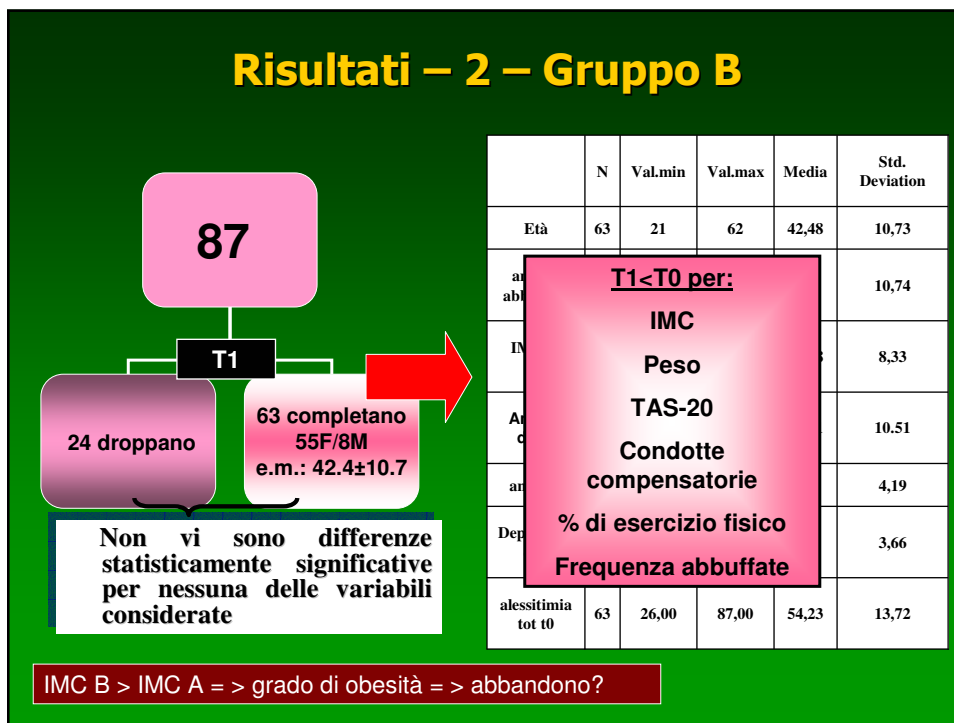 Risultati – 2 – Gruppo B
87
T1
24 droppano
63 completano
55F/8M
e.m.: 42.4±10.7
Non vi sono differenze
statisticamente significative
per nessuna delle variabili
considerate
N Val.min Val.max Media Std.
Deviation
Età 63 21 62 42,48 10,73
10,74
8,33
10.51
4,19
3,66
alessitimia
tot t0 63 26,00 87,00 54,23 13,72
T1<T0 per:
IMC
Peso
TAS-20
Condotte
compensatorie
% di esercizio fisico
Frequenza abbuffate
IMC B > IMC A = > grado di obesità = > abbandono?